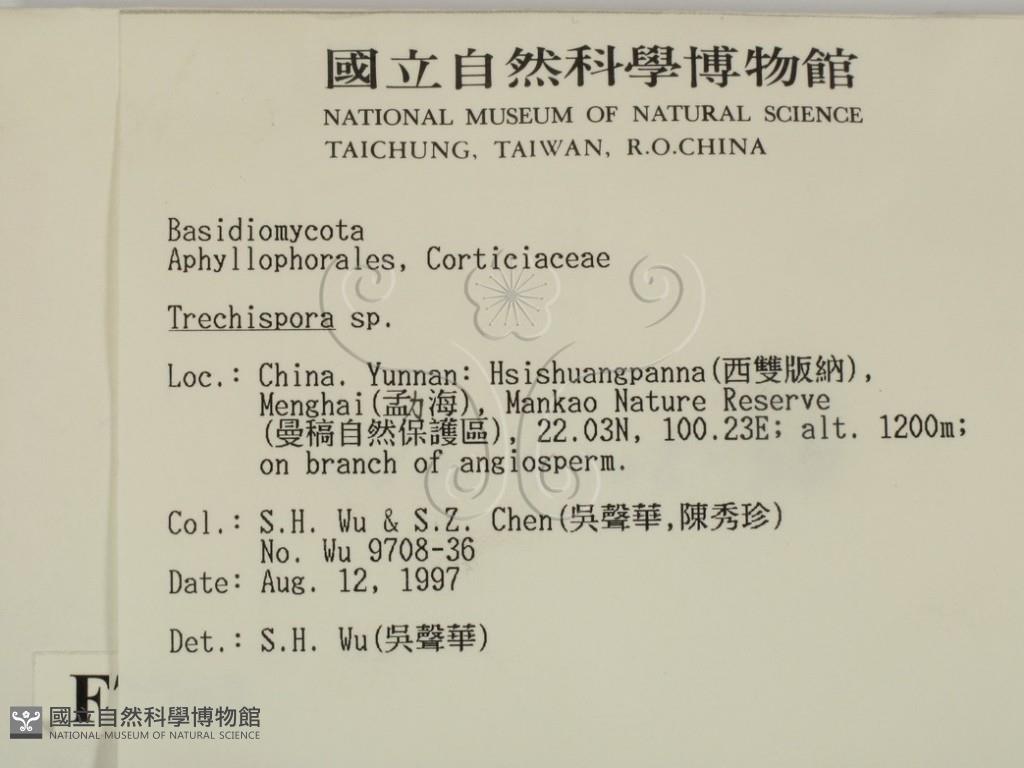 國立自然科學博物館
NATIONAL MUSEUM OF NATURAL SCIENCE
TAICHUNG, TAIWAN, R.O.CHINA
Basidiomycota
Aphyllophorales, Corticiaceae
Trechispora sp.
Loc.: China. Yunnan: Hsishuangpanna(西雙版納),
Menghai(孟勐海), Mankao Nature Reserve
(曼稿自然保護區), 22.03N, 100.23E; alt. 1200m;
on branch of angiosperm.
Col.: S.H. Wu & S.Z. Chen(吳聲華,陳秀珍)
No. Wu 9708-36
Date: Aug. 12, 1997
Det.: S.H. Wu(吳聲華)
F
國立自然科學博物館
NATIONAL MUSEUM OF NATURAL SCIENCE